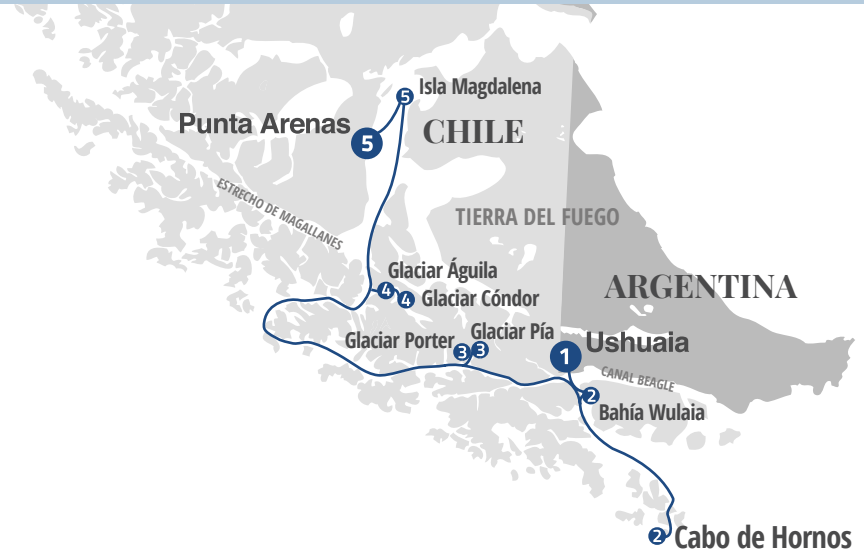 5 Isla Magdalena
Punta Arenas
5
CHILE
ESTRECHO DE MAGALLANES
TIERRA DEL FUEGO
Glaciar Águila
4
4 Glaciar Cóndor
ARGENTINA
Glaciar Pía
Glaciar Porter
3 3
1 Ushuaia
CANAL BEAGLE
2
Bahía Wulaia
2 Cabo de Hornos